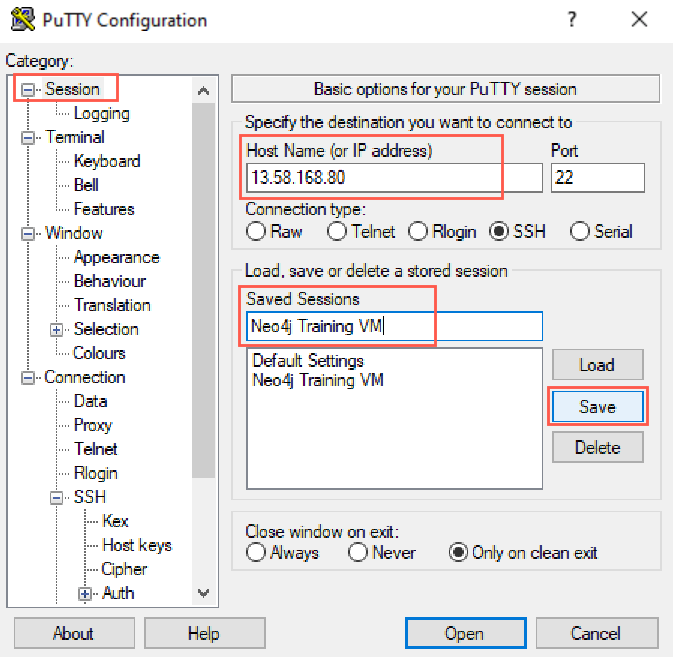 PuTTY Configuration
?
Category:
Session
Logging
Terminal
Keyboard
Bell
Features
Window
Appearance
Behaviour
Translation
Selection
Colours
Connection
Data
Proxy
Telnet
Rlogin
SSH
Kex
Host keys
Cipher
Auth
Basic options for your PuTTY session
Specify the destination you want to connect to
Host Name (or IP address) Port
13.58.168.80 22
Connection type:
Raw Telnet Rlogin SSH Serial
Load, save or delete a stored session
Saved Sessions
Neo4j Training VM
Default Settings
Neo4j Training VM
Load
Save
Delete
Close window on exit:
Always Never Only on clean exit
About Help Open Cancel